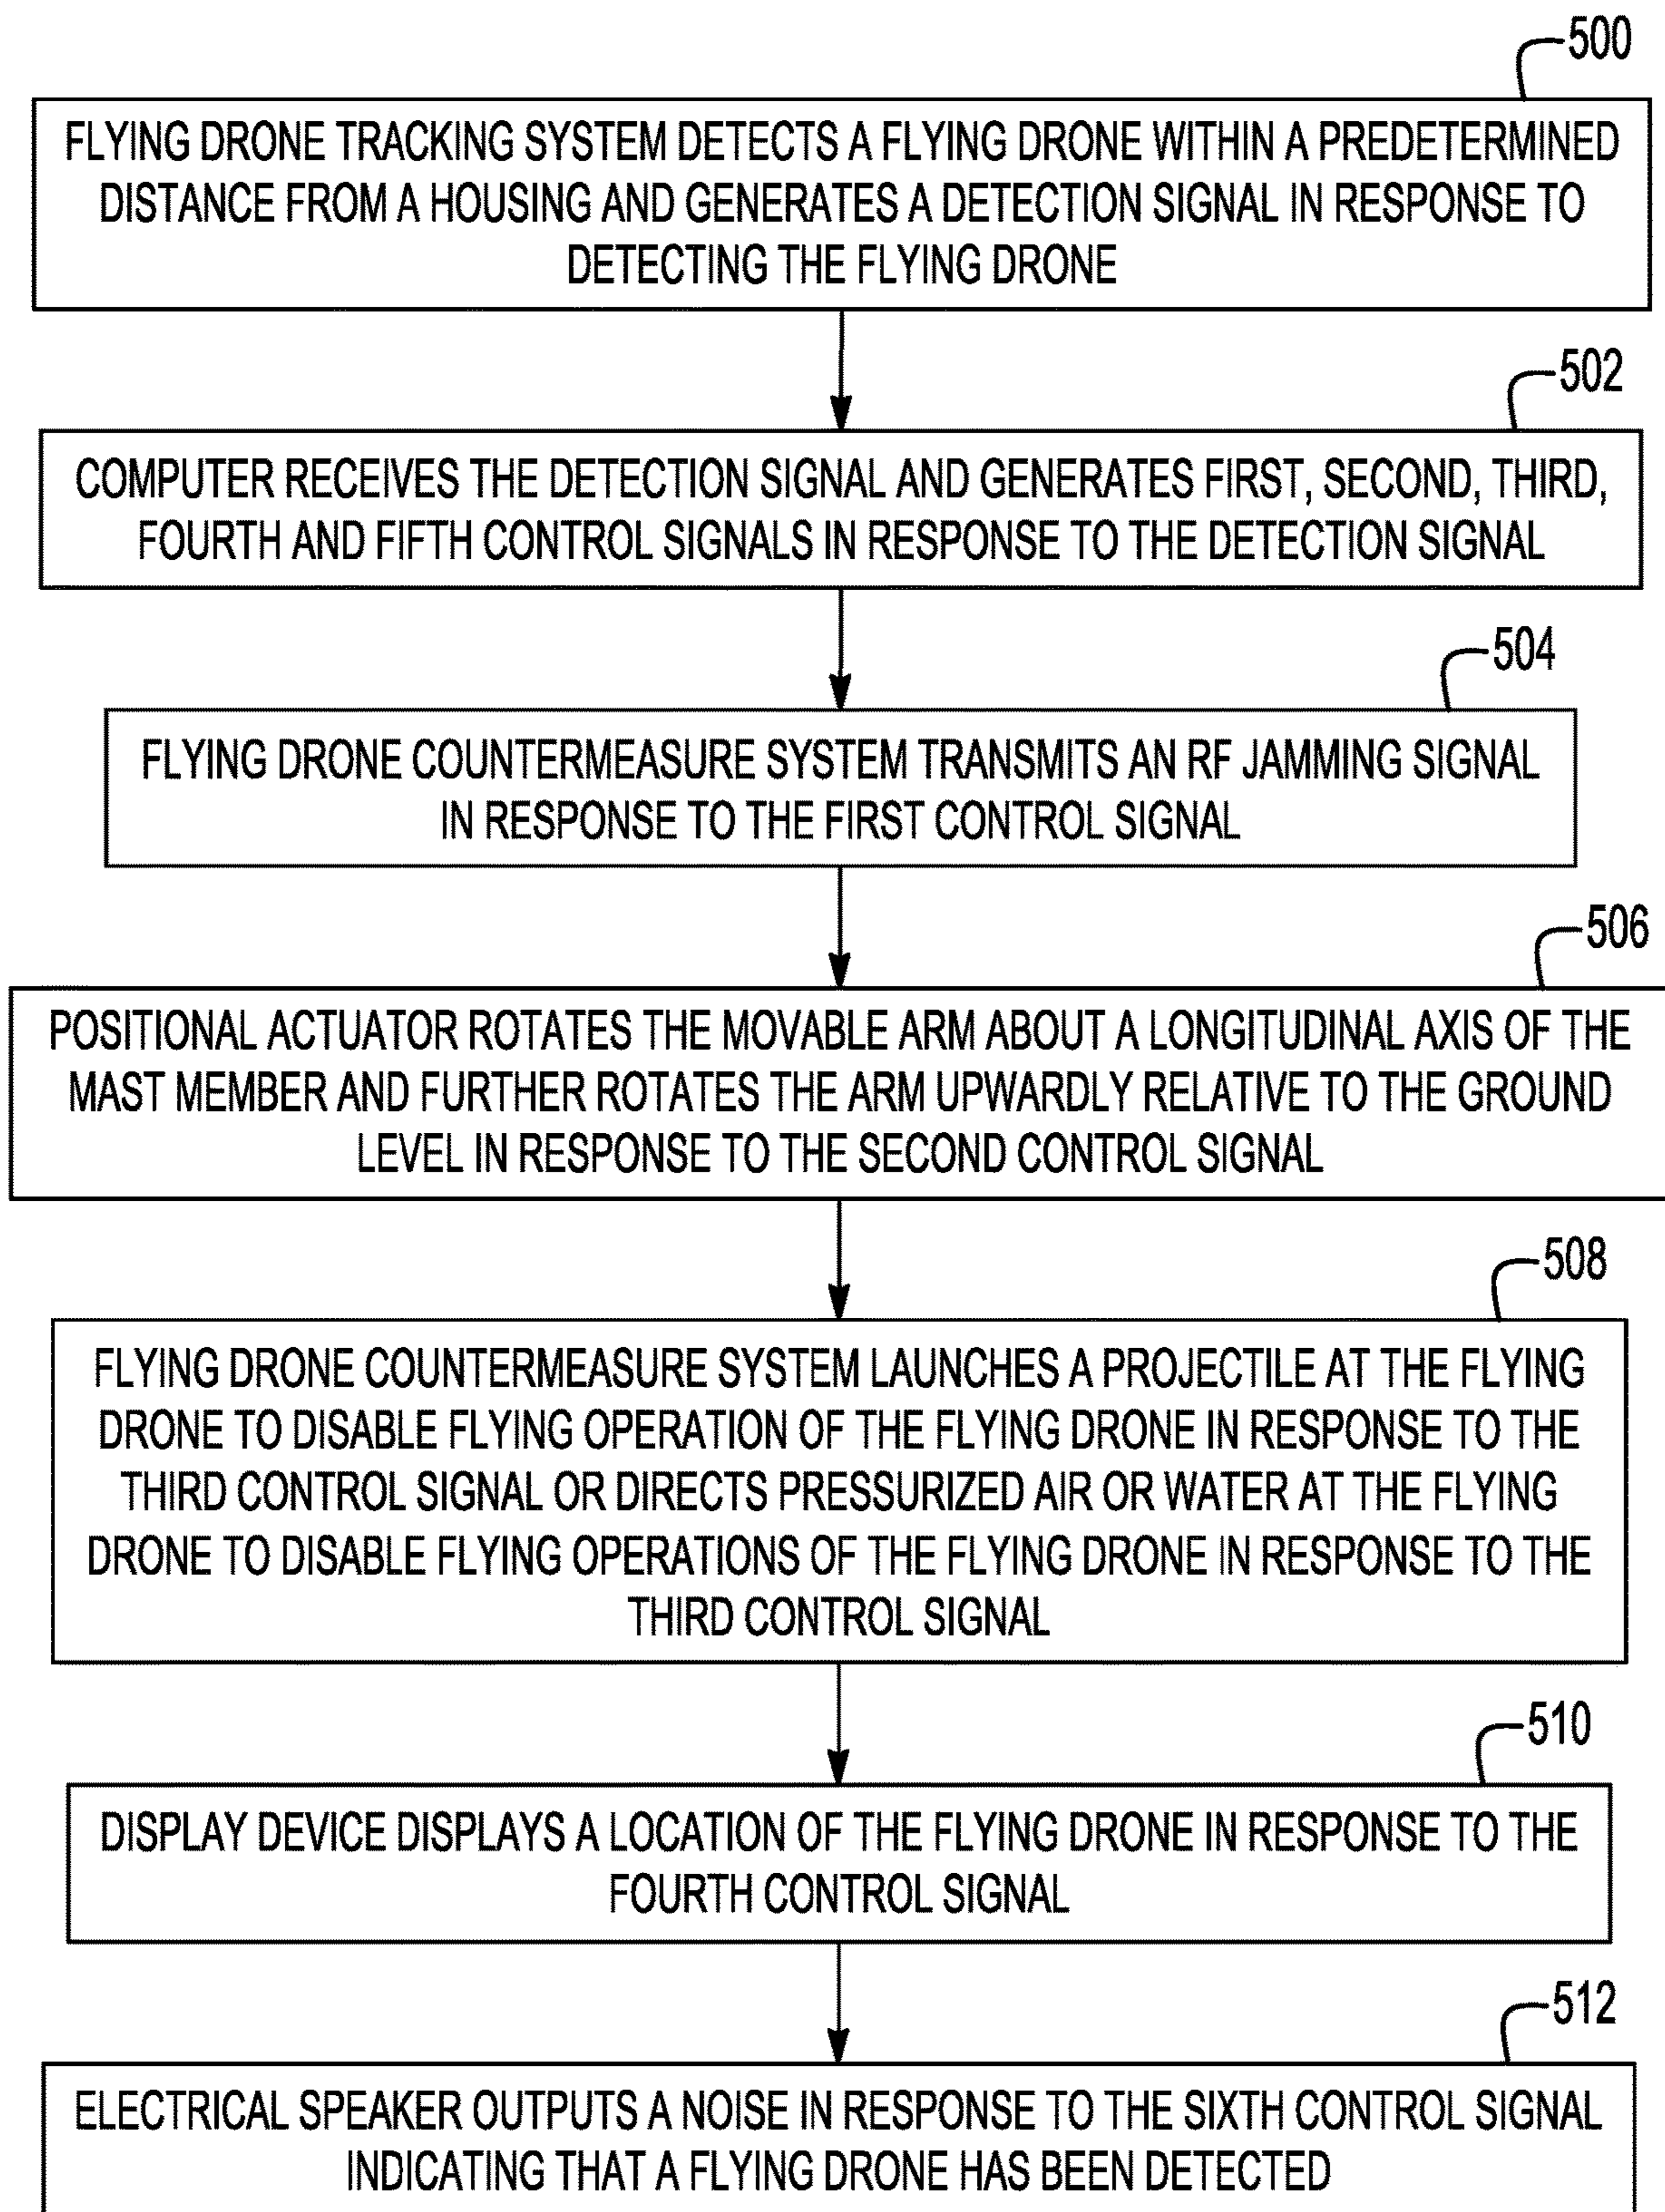 500
FLYING DRONE TRACKING SYSTEM DETECTS A FLYING DRONE WITHIN A PREDETERMINED
DISTANCE FROM A HOUSING AND GENERATES A DETECTION SIGNAL IN RESPONSE TO
DETECTING THE FLYING DRONE
502
COMPUTER RECEIVES THE DETECTION SIGNAL AND GENERATES FIRST, SECOND, THIRD,
FOURTH AND FIFTH CONTROL SIGNALS IN RESPONSE TO THE DETECTION SIGNAL
504
FLYING DRONE COUNTERMEASURE SYSTEM TRANSMITS AN RF JAMMING SIGNAL
IN RESPONSE TO THE FIRST CONTROL SIGNAL
506
POSITIONAL ACTUATOR ROTATES THE MOVABLE ARM ABOUT A LONGITUDINAL AXIS OF THE
MAST MEMBER AND FURTHER ROTATES THE ARM UPWARDLY RELATIVE TO THE GROUND
LEVEL IN RESPONSE TO THE SECOND CONTROL SIGNAL
508
FLYING DRONE COUNTERMEASURE SYSTEM LAUNCHES A PROJECTILE AT THE FLYING
DRONE TO DISABLE FLYING OPERATION OF THE FLYING DRONE IN RESPONSE TO THE
THIRD CONTROL SIGNAL OR DIRECTS PRESSURIZED AIR OR WATER AT THE FLYING
DRONE TO DISABLE FLYING OPERATIONS OF THE FLYING DRONE IN RESPONSE TO THE
THIRD CONTROL SIGNAL
510
DISPLAY DEVICE DISPLAYS A LOCATION OF THE FLYING DRONE IN RESPONSE TO THE
FOURTH CONTROL SIGNAL
512
ELECTRICAL SPEAKER OUTPUTS A NOISE IN RESPONSE TO THE SIXTH CONTROL SIGNAL
INDICATING THAT A FLYING DRONE HAS BEEN DETECTED